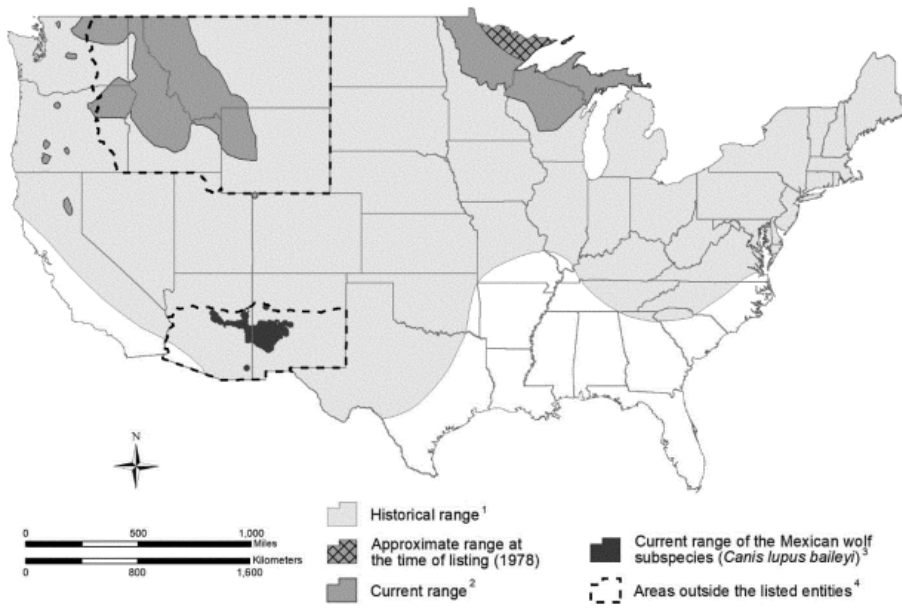 N
0 500 1,000
Miles
Kilometers
0 800 1,600
Historical range 1
Approximate range at
the time of listing (1978)
Current range 2
Current range of the Mexican wolf
subspecies (Canis lupus baileyi) 3
Areas outside the listed entities 4